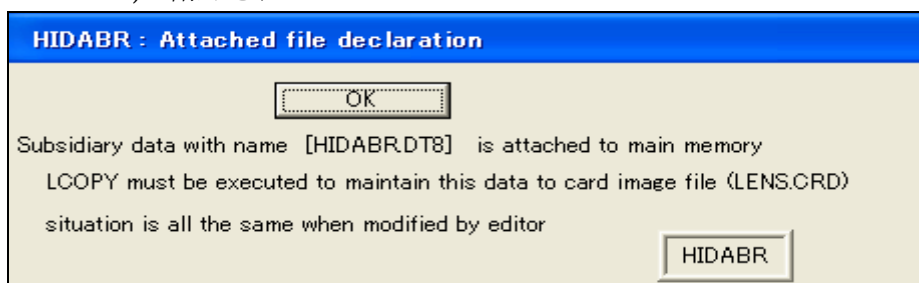 HIDABR : Attached file declaration
OK
Subsidiary data with name [HIDABR.DT8] is attached to main memory
LCOPY must be executed to maintain this data to card image file (LENS.CRD)
situation is all the same when modified by editor
HIDABR